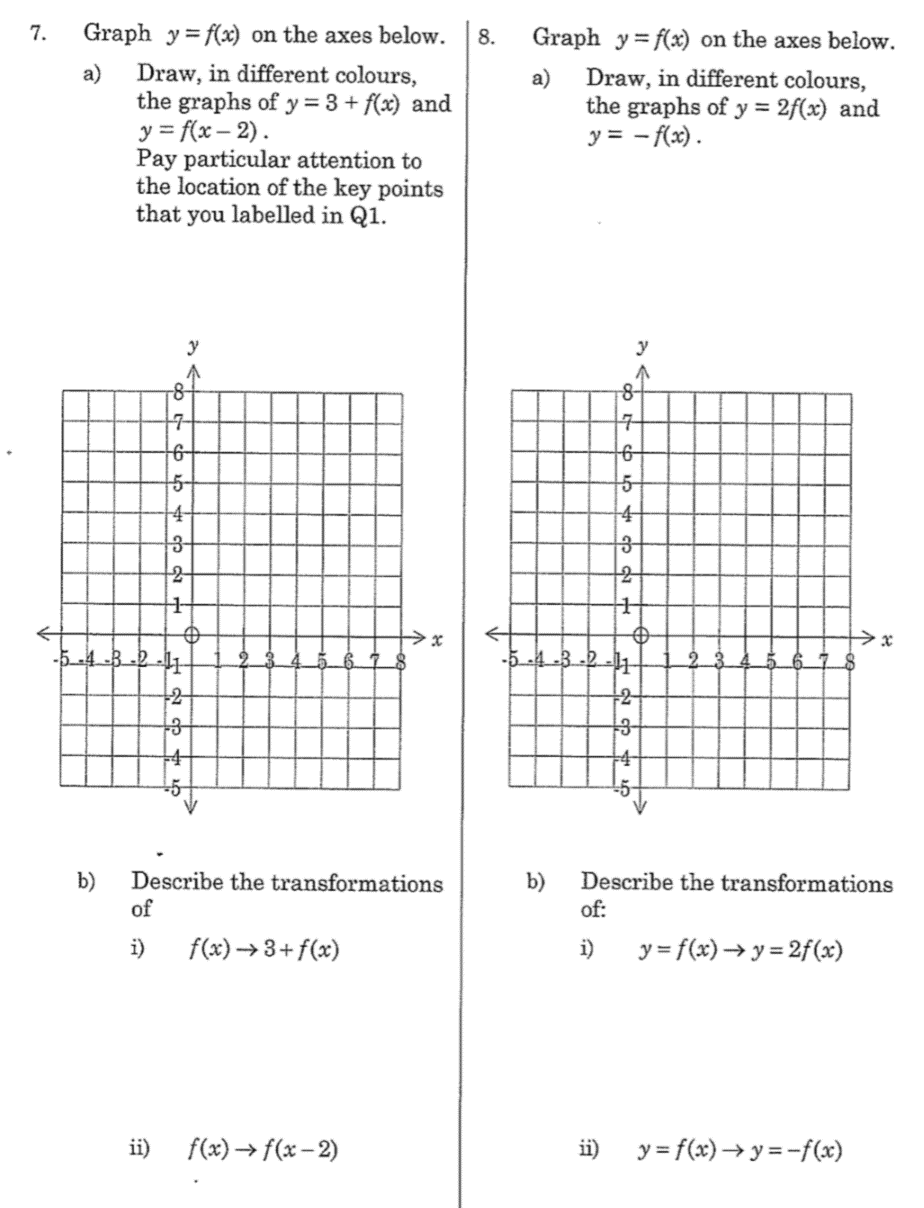 7. Graph y = f(x) on the axes below.
a) Draw, in different colours,
the graphs of y = 3 + f(x) and
y = f(x – 2) .
Pay particular attention to
the location of the key points
that you labelled in Q1.
y
8
7
6
5
4
3
2
1
x
-5 -4 -3 -2 -1 1 2 3 4 5 6 7 8
-1
-2
-3
-4
-5
b) Describe the transformations
of
i) f(x) → 3 + f(x)
ii) f(x) → f(x – 2)
8. Graph y = f(x) on the axes below.
a) Draw, in different colours,
the graphs of y = 2f(x) and
y = – f(x) .
y
8
7
6
5
4
3
2
1
x
-5 -4 -3 -2 -1 1 2 3 4 5 6 7 8
-1
-2
-3
-4
-5
b) Describe the transformations
of:
i) y = f(x) → y = 2f(x)
ii) y = f(x) → y = –f(x)